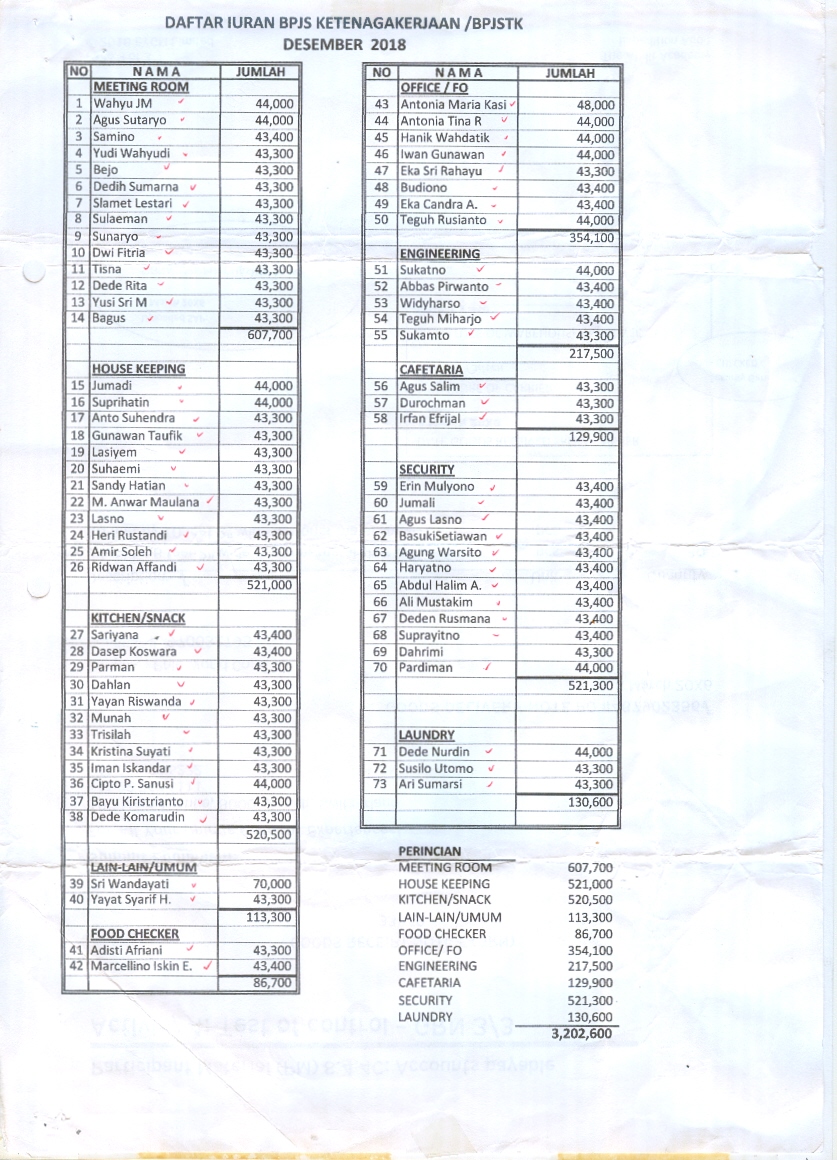 DAFTAR IURAN BPJS KETENAGAKERJAAN /BPJSTK
DESEMBER 2018
NO NAMA JUMLAH
MEETING ROOM
1 Wahyu JM 44,000
2 Agus Sutaryo 44,000
3 Samino 43,400
4 Yudi Wahyudi 43,300
5 Bejo 43,300
6 Dedih Sumarna 43,300
7 Slamet Lestari 43,300
8 Sulaeman 43,300
9 Sunaryo 43,300
10 Dwi Fitria 43,300
11 Tisna 43,300
12 Dede Rita 43,300
13 Yusi Sri M 43,300
14 Bagus 43,300
607,700
HOUSE KEEPING
15 Jumadi 44,000
16 Suprihatin 44,000
17 Anto Suhendra 43,300
18 Gunawan Taufik 43,300
19 Lasiyem 43,300
20 Suhaemi 43,300
21 Sandy Hatian 43,300
22 M. Anwar Maulana 43,300
23 Lasno 43,300
24 Heri Rustandi 43,300
25 Amir Soleh 43,300
26 Ridwan Affandi 43,300
521,000
KITCHEN/SNACK
27 Sariyana 43,400
28 Dasep Koswara 43,400
29 Parman 43,300
30 Dahlan 43,300
31 Yayan Riswanda 43,300
32 Munah 43,300
33 Trisilah 43,300
34 Kristina Suyati 43,300
35 Iman Iskandar 43,300
36 Cipto P. Sanusi 44,000
37 Bayu Kiristrianto 43,300
38 Dede Komarudin 43,300
520,500
LAIN-LAIN/UMUM
39 Sri Wandayati 70,000
40 Yayat Syarif H. 43,300
113,300
FOOD CHECKER
41 Adisti Afriani 43,300
42 Marcellino Iskin E. 43,400
86,700
NO NAMA JUMLAH
OFFICE / FO
43 Antonia Maria Kasi 48,000
44 Antonia Tina R 44,000
45 Hanik Wahdatik 44,000
46 Iwan Gunawan 44,000
47 Eka Sri Rahayu 43,300
48 Budiono 43,400
49 Eka Candra A. 43,400
50 Teguh Rusianto 44,000
354,100
ENGINEERING
51 Sukatno 44,000
52 Abbas Pirwanto 43,400
53 Widyharso 43,400
54 Teguh Miharjo 43,400
55 Sukamto 43,300
217,500
CAFETARIA
56 Agus Salim 43,300
57 Durochman 43,300
58 Irfan Efrijal 43,300
129,900
SECURITY
59 Erin Mulyono 43,400
60 Jumali 43,400
61 Agus Lasno 43,400
62 BasukiSetiawan 43,400
63 Agung Warsito 43,400
64 Haryatno 43,400
65 Abdul Halim A. 43,400
66 Ali Mustakim 43,400
67 Deden Rusmana 43,400
68 Suprayitno 43,400
69 Dahrimi 43,300
70 Pardiman 44,000
521,300
LAUNDRY
71 Dede Nurdin 44,000
72 Susilo Utomo 43,300
73 Ari Sumarsi 43,300
130,600
PERINCIAN
MEETING ROOM 607,700
HOUSE KEEPING 521,000
KITCHEN/SNACK 520,500
LAIN-LAIN/UMUM 113,300
FOOD CHECKER 86,700
OFFICE/ FO 354,100
ENGINEERING 217,500
CAFETARIA 129,900
SECURITY 521,300
LAUNDRY 130,600
3,202,600